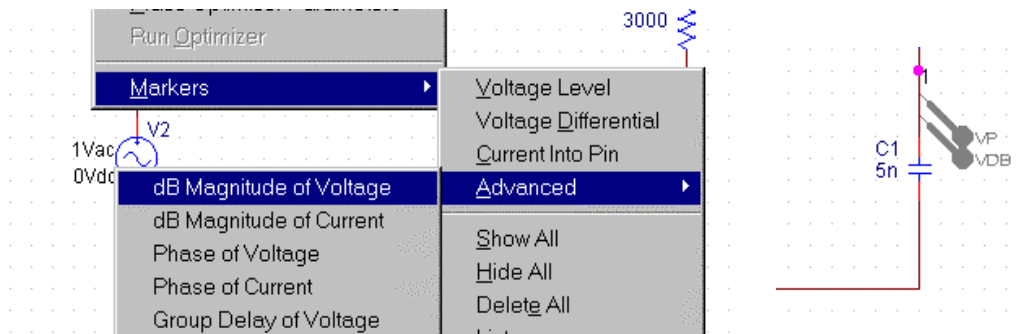 Run Optimizer
Markers
V2
1Vac
0Vdc
dB Magnitude of Voltage
dB Magnitude of Current
Phase of Voltage
Phase of Current
Group Delay of Voltage
3000
Voltage Level
Voltage Differential
Current Into Pin
Advanced
Show All
Hide All
Delete All
1
VP
VDB
C1
5n